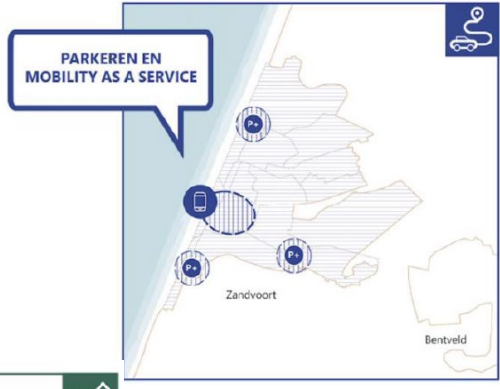 PARKEREN EN
MOBILITY AS A SERVICE
P+
P+
P+
Zandvoort
Bentveld